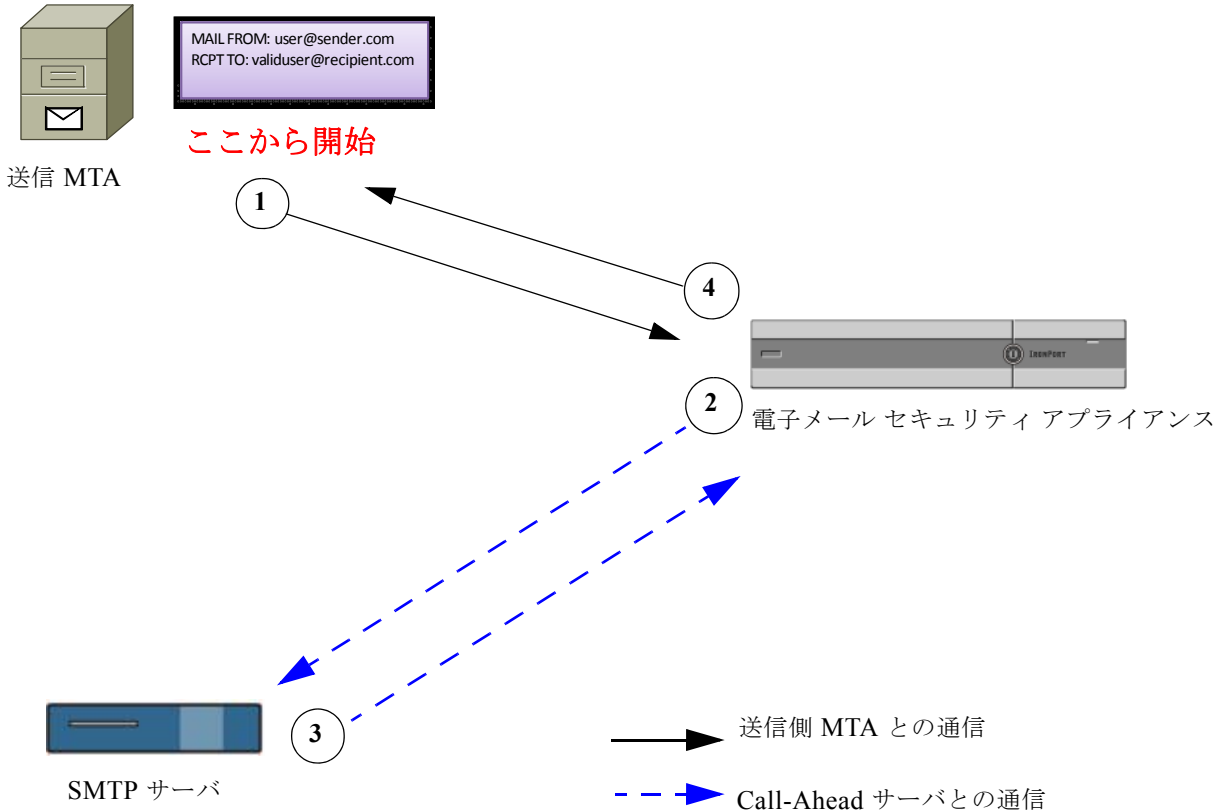 MAIL FROM: user@sender.com
RCPT TO: validuser@recipient.com
ここから開始
送信 MTA
1
4
IRONPORT
2
電子メール セキュリティ アプライアンス
3
SMTP サーバ
送信側 MTA との通信
Call-Ahead サーバとの通信